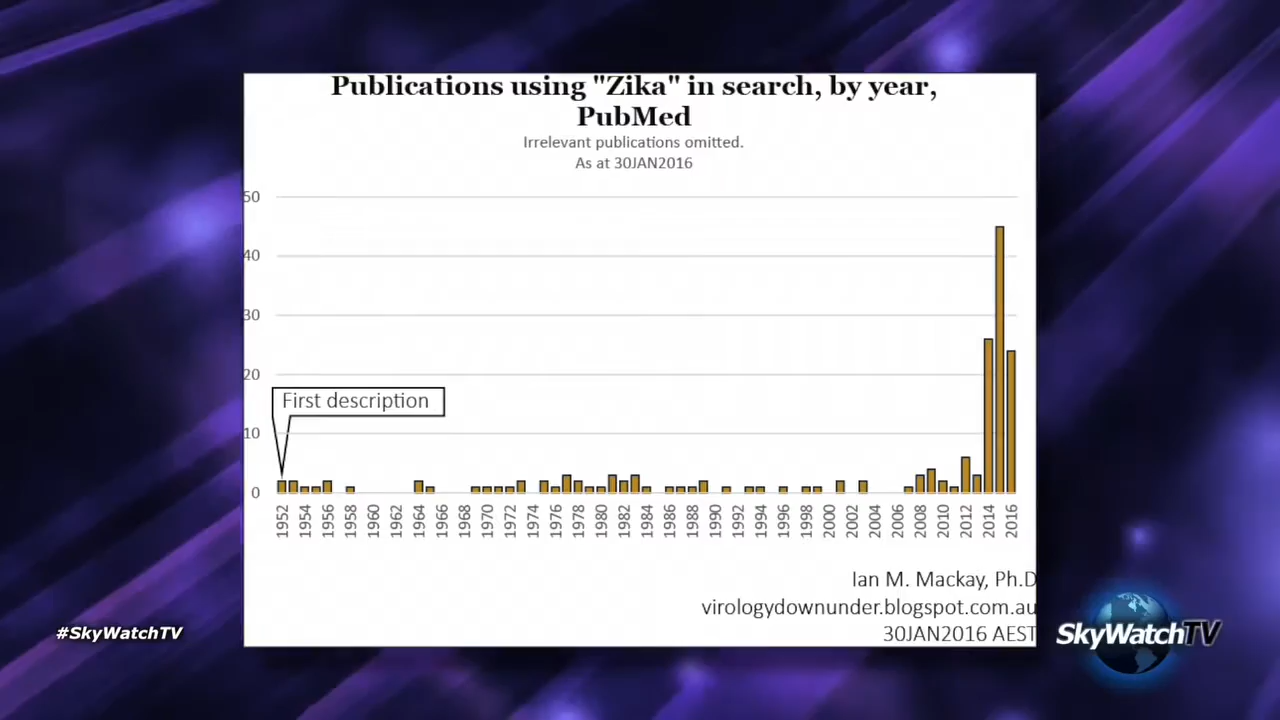 Publications using "Zika" in search, by year,
PubMed
Irrelevant publications omitted.
As at 30JAN2016
50
40
30
20
First description
10
0
1952 1954 1956 1958 1960 1962 1964 1966 1968 1970 1972 1974 1976 1978 1980 1982 1984 1986 1988 1990 1992 1994 1996 1998 2000 2002 2004 2006 2008 2010 2012 2014 2016
Ian M. Mackay, Ph.D
virologydownunder.blogspot.com.au
30JAN2016 AEST
#SkyWatchTV
SkyWatchTV